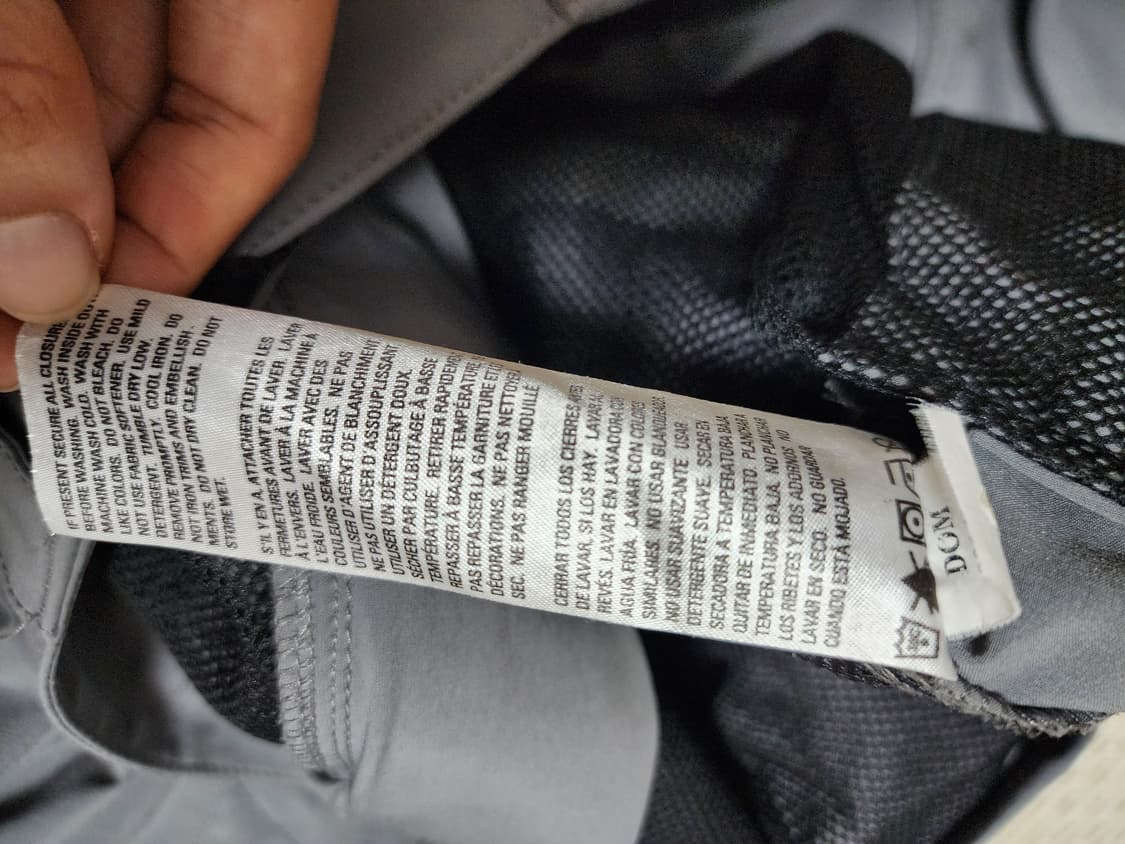 IF PRESENT SECURE ALL CLOSURE
BEFORE WASHING. WASH INSIDE
MACHINE WASH COLD. WASH WITH
LIKE COLORS. DO NOT BLEACH. DO
NOT USE FABRIC SOFTENER. USE MILD
DETERGENT. TUMBLE DRY LOW.
REMOVE PROMPTLY. COOL IRON. DO
NOT IRON TRIMS AND EMBELLISH-
MENTS. DO NOT DRY CLEAN. DO NOT
STORE WET.
S'IL Y EN A, ATTACHER TOUTES LES
FERMETURES AVANT DE LAVER. LAVER
À L'ENVERS. LAVER À LA MACHINE À
L'EAU FROIDE. LAVER AVEC DES
COULEURS SEMBLABLES. NE PAS
UTILISER D'AGENT DE BLANCHIMENT.
NE PAS UTILISER D'ASSOUPLISSANT.
UTILISER UN DÉTERGENT DOUX.
SÉCHER PAR CULBUTAGE À BASSE
TEMPÉRATURE. RETIRER RAPIDEMENT.
REPASSER À BASSE TEMPÉRATURE.
PAS REPASSER LA GARNITURE ET
DÉCORATIONS. NE PAS NETTOYER
SEC. NE PAS RANGER MOUILLÉ
CERRAR TODOS LOS CIERRES
DE LAVAR, SI LOS HAY. LAVAR AL
REVÉS. LAVAR EN LAVADORA CON
AGUA FRÍA. LAVAR CON COLORES
SIMILARES. NO USAR BLANQUEADOR.
NO USAR SUAVIZANTE. USAR
DETERGENTE SUAVE. SECAR EN
SECADORA A TEMPERATURA BAJA
QUITAR DE INMEDIATO. PLANCHAR A
TEMPERATURA BAJA. NO PLANCHAR
LOS RIBETES Y LOS ADORNOS. NO
LAVAR EN SECO. NO GUARDAR
CUANDO ESTÁ MOJADO.
DOM